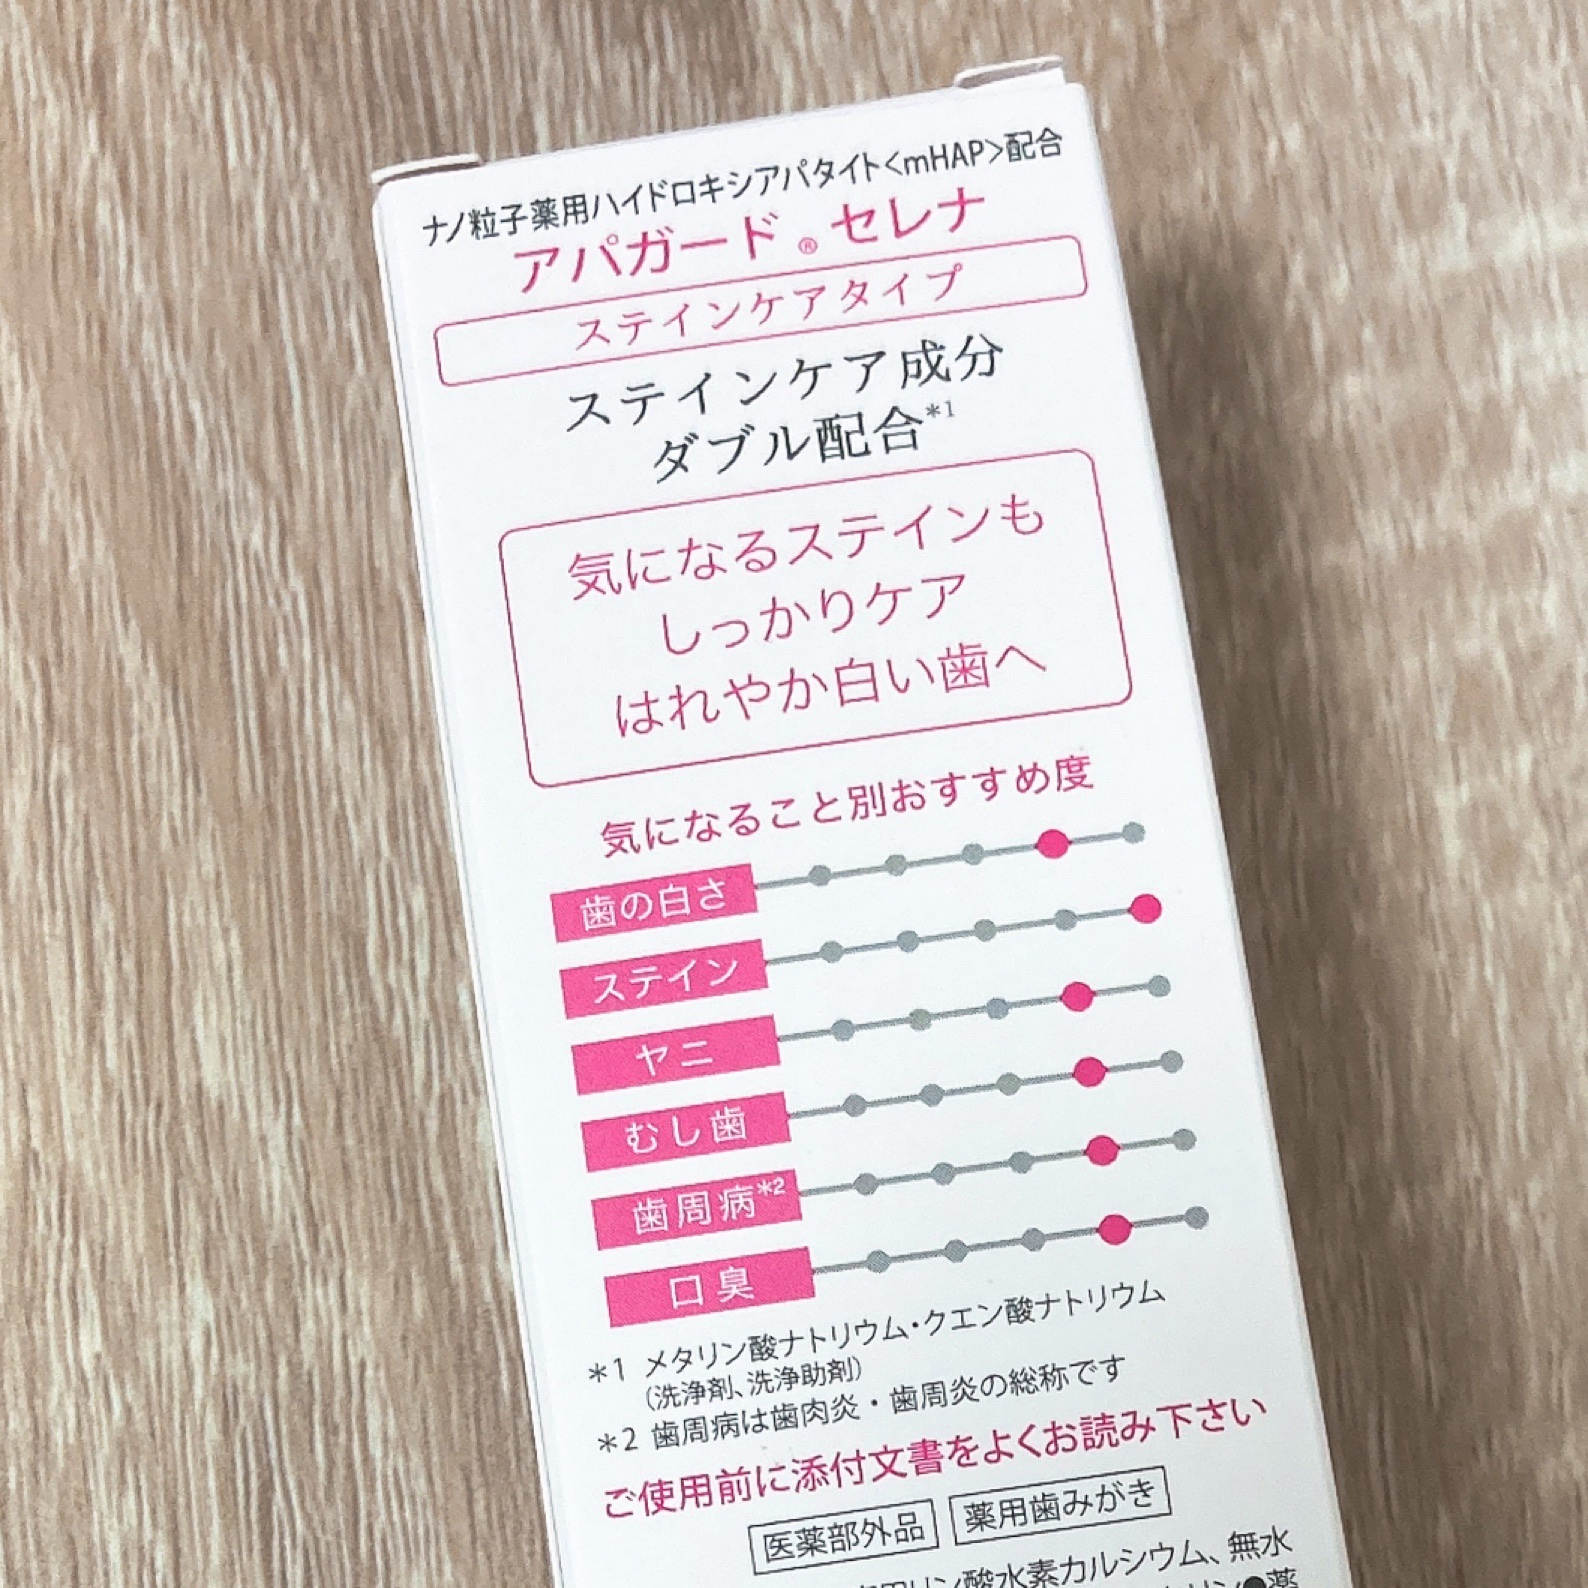 ナノ粒子薬用ハイドロキシアパタイト<mHAP>配合
アパガード®セレナ
ステインケアタイプ
ステインケア成分
ダブル配合*1
気になるステインも
しっかりケア
はれやか白い歯へ
気になること別おすすめ度
歯の白さ
ステイン
ヤニ
むし歯
歯周病*2
口臭
*1 メタリン酸ナトリウム・クエン酸ナトリウム
(洗浄剤、洗浄助剤)
*2 歯周病は歯肉炎・歯周炎の総称です
ご使用前に添付文書をよくお読み下さい
医薬部外品 薬用歯みがき
リン酸水素カルシウム、無水